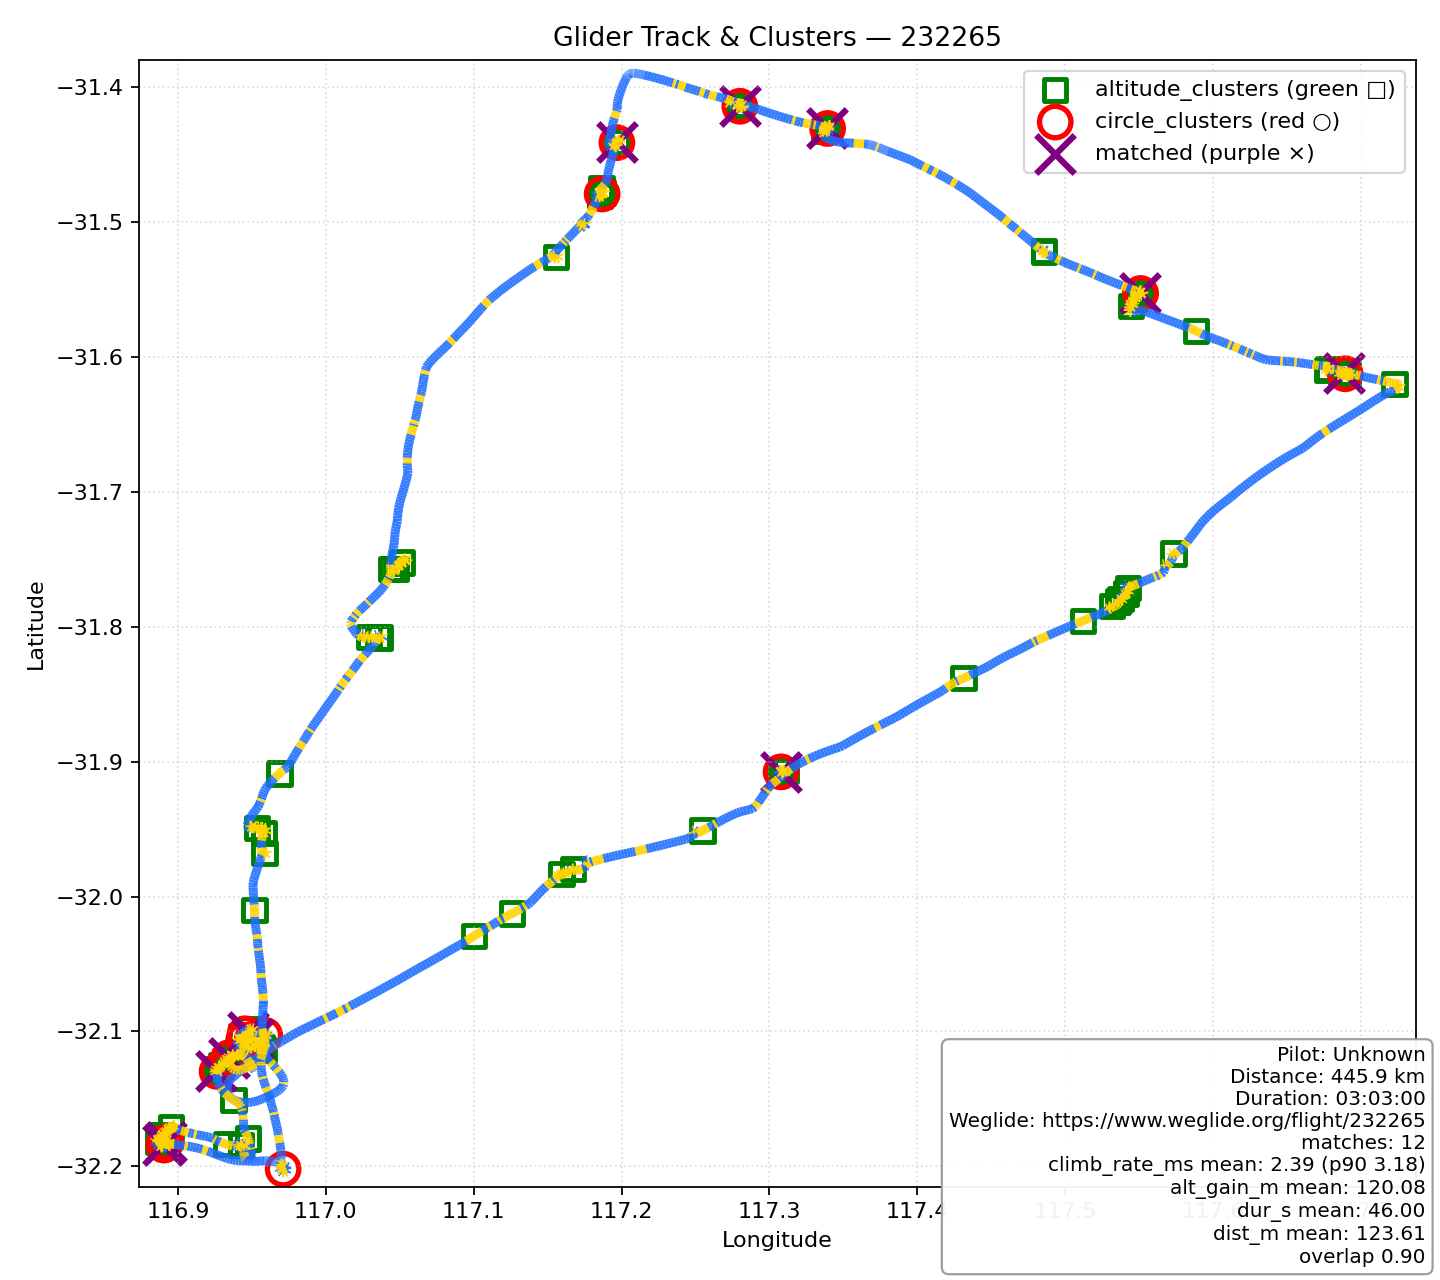 Glider Track & Clusters — 232265
altitude_clusters (green □)
circle_clusters (red ○)
matched (purple ×)
Latitude
−31.4
−31.5
−31.6
−31.7
−31.8
−31.9
−32.0
−32.1
−32.2
116.9
117.0
117.1
117.2
117.3
117.4
117.5
Longitude
Pilot: Unknown
Distance: 445.9 km
Duration: 03:03:00
Weglide: https://www.weglide.org/flight/232265
matches: 12
climb_rate_ms mean: 2.39 (p90 3.18)
alt_gain_m mean: 120.08
dur_s mean: 46.00
dist_m mean: 123.61
overlap 0.90